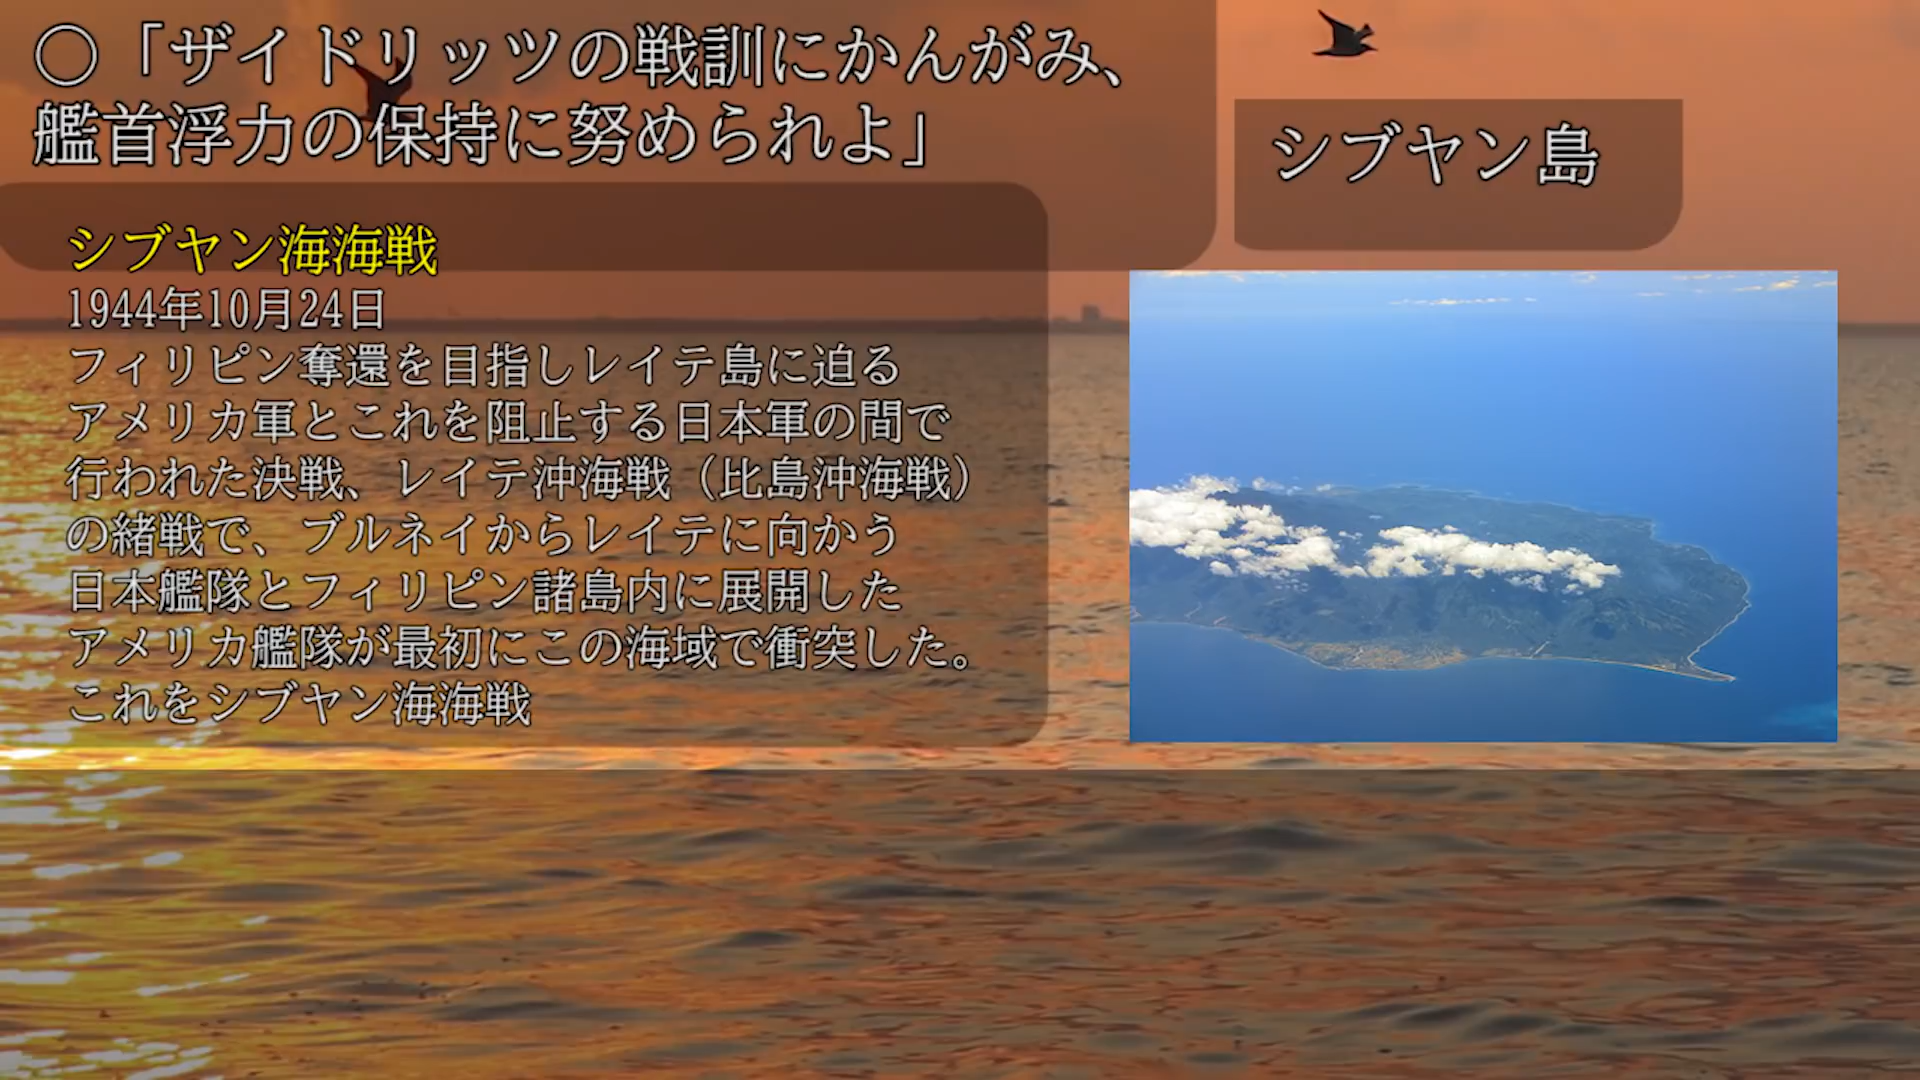 〇「ザイドリッツの戦訓にかんがみ、
艦首浮力の保持に努められよ」
シブヤン島
シブヤン海海戦
1944年10月24日
フィリピン奪還を目指しレイテ島に迫る
アメリカ軍とこれを阻止する日本軍の間で
行われた決戦、レイテ沖海戦（比島沖海戦）
の緒戦で、ブルネイからレイテに向かう
日本艦隊とフィリピン諸島内に展開した
アメリカ艦隊が最初にこの海域で衝突した。
これをシブヤン海海戦